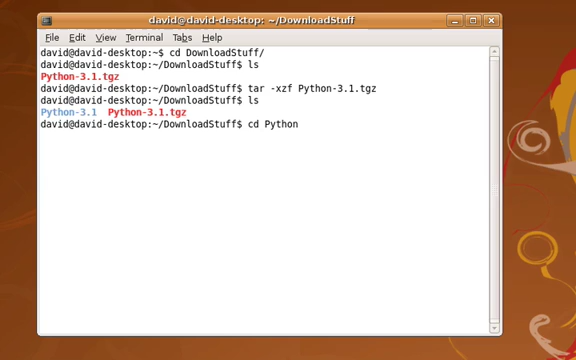 david@david-desktop: ~/DownloadStuff
File Edit View Terminal Tabs Help
david@david-desktop:~$ cd DownloadStuff/
david@david-desktop:~/DownloadStuff$ ls
Python-3.1.tgz
david@david-desktop:~/DownloadStuff$ tar -xzf Python-3.1.tgz
david@david-desktop:~/DownloadStuff$ ls
Python-3.1  Python-3.1.tgz
david@david-desktop:~/DownloadStuff$ cd Python